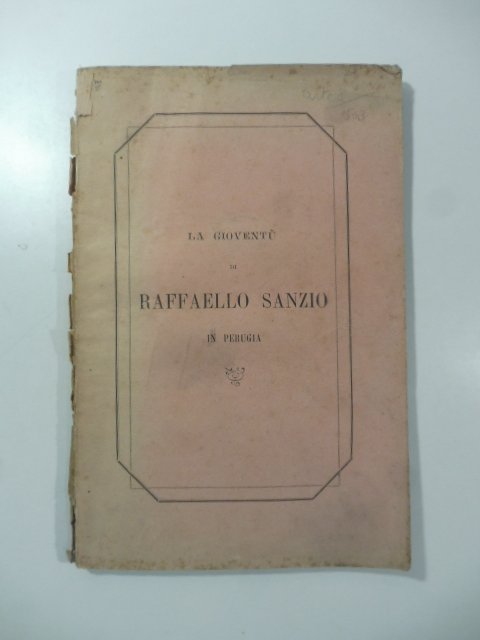 LA GIOVENTÙ
DI
RAFFAELLO SANZIO
IN PERUGIA